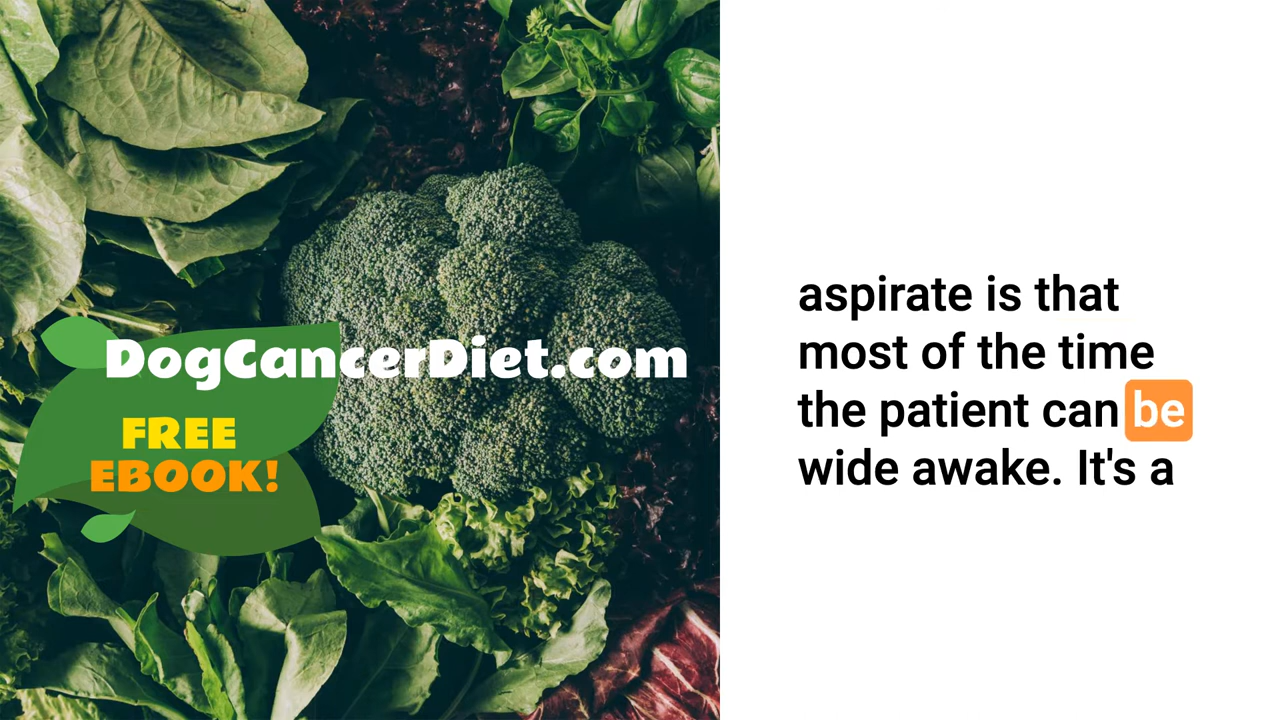 DogCancerDiet.com
FREE
EBOOK!
aspirate is that
most of the time
the patient can be
wide awake. It's a